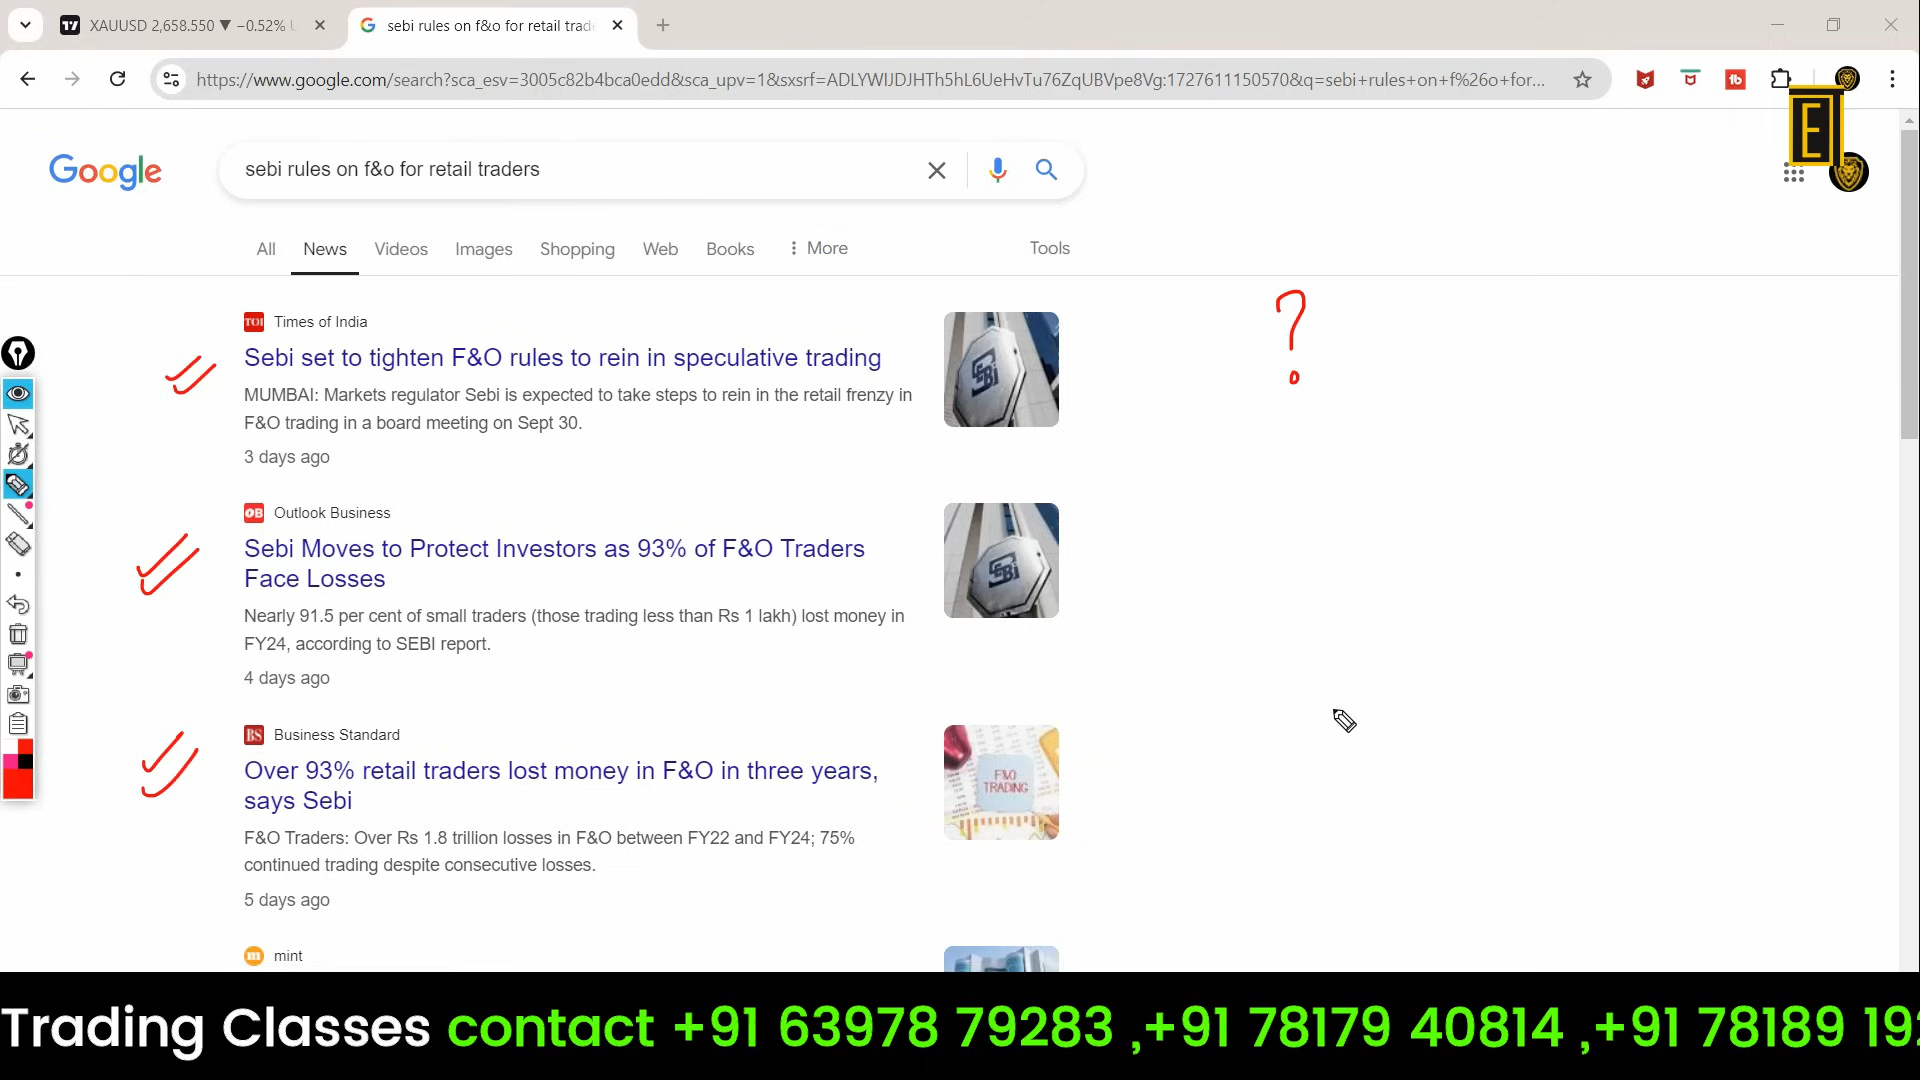 XAUUSD 2,658.550 ▼ −0.52%
sebi rules on f&o for retail trade
https://www.google.com/search?sca_esv=3005c82b4bca0edd&sca_upv=1&sxsrf=ADLYWIJDJHTh5hL6UeHvTu76ZqUBVpe8Vg:1727611150570&q=sebi+rules+on+f%26o+for...
E
Google
sebi rules on f&o for retail traders
All News Videos Images Shopping Web Books More Tools
?
TOI Times of India
Sebi set to tighten F&O rules to rein in speculative trading
MUMBAI: Markets regulator Sebi is expected to take steps to rein in the retail frenzy in
F&O trading in a board meeting on Sept 30.
3 days ago
OB Outlook Business
Sebi Moves to Protect Investors as 93% of F&O Traders
Face Losses
Nearly 91.5 per cent of small traders (those trading less than Rs 1 lakh) lost money in
FY24, according to SEBI report.
4 days ago
BS Business Standard
Over 93% retail traders lost money in F&O in three years,
says Sebi
F&O TRADING
F&O Traders: Over Rs 1.8 trillion losses in F&O between FY22 and FY24; 75%
continued trading despite consecutive losses.
5 days ago
m mint
Trading Classes contact +91 63978 79283 ,+91 78179 40814 ,+91 78189 192